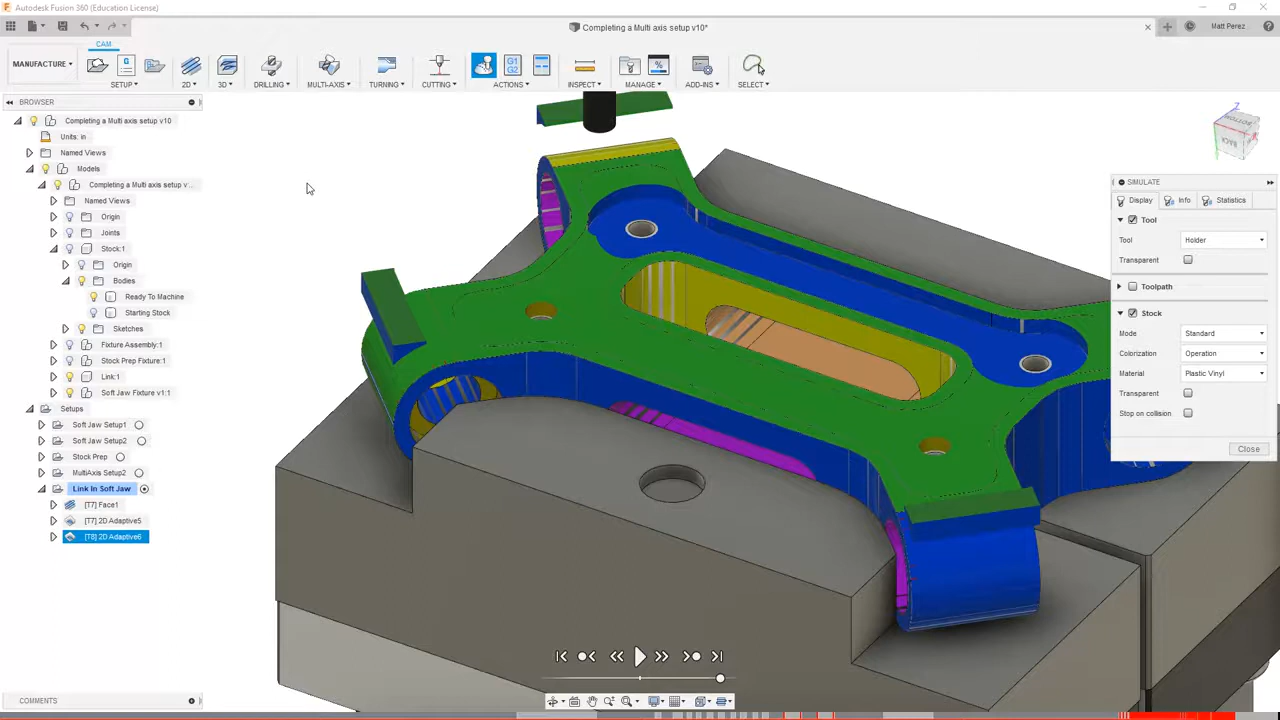 Autodesk Fusion 360 (Education License)
Completing a Multi axis setup v10*
Matt Perez
CAM
MANUFACTURE
SETUP
2D
3D
DRILLING
MULTI-AXIS
TURNING
CUTTING
G
G1
G2
ACTIONS
INSPECT
MANAGE
ADD-INS
SELECT
BROWSER
Completing a Multi axis setup v10
Units: in
Named Views
Models
Completing a Multi axis setup v...
Named Views
Origin
Joints
Stock:1
Origin
Bodies
Ready To Machine
Starting Stock
Sketches
Fixture Assembly:1
Stock Prep Fixture:1
Link:1
Soft Jaw Fixture v1:1
Setups
Soft Jaw Setup1
Soft Jaw Setup2
Stock Prep
MultiAxis Setup2
Link In Soft Jaw
[T7] Face1
[T7] 2D Adaptive5
[T8] 2D Adaptive6
Z
BOTTOM
BACK
SIMULATE
Display
Info
Statistics
Tool
Tool
Holder
Transparent
Toolpath
Stock
Mode
Standard
Colorization
Operation
Material
Plastic Vinyl
Transparent
Stop on collision
Close
COMMENTS